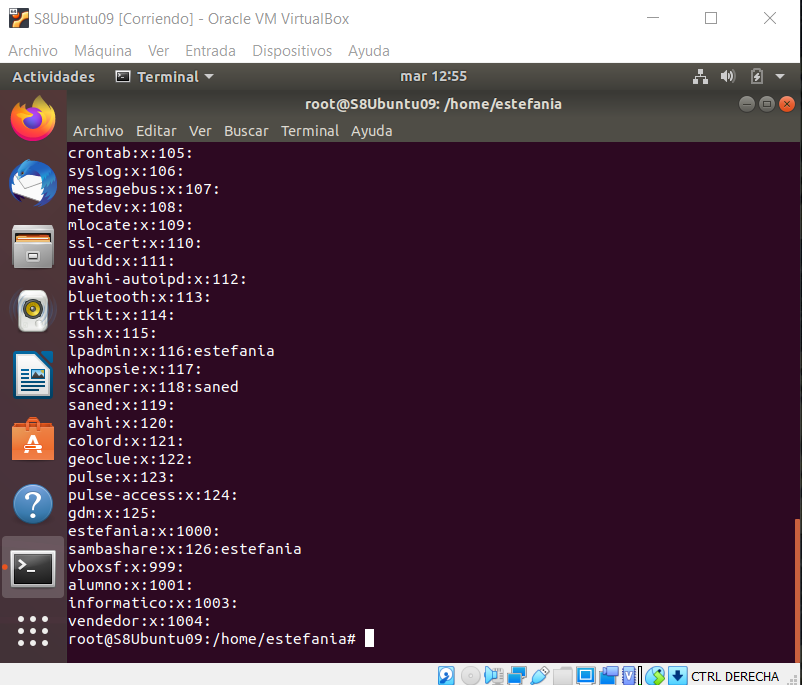 S8Ubuntu09 [Corriendo] - Oracle VM VirtualBox
Archivo Máquina Ver Entrada Dispositivos Ayuda
Actividades Terminal mar 12:55
root@S8Ubuntu09: /home/estefania
Archivo Editar Ver Buscar Terminal Ayuda
crontab:x:105:
syslog:x:106:
messagebus:x:107:
netdev:x:108:
mlocate:x:109:
ssl-cert:x:110:
uuidd:x:111:
avahi-autoipd:x:112:
bluetooth:x:113:
rtkit:x:114:
ssh:x:115:
lpadmin:x:116:estefania
whoopsie:x:117:
scanner:x:118:saned
saned:x:119:
avahi:x:120:
colord:x:121:
geoclue:x:122:
pulse:x:123:
pulse-access:x:124:
gdm:x:125:
estefania:x:1000:
sambashare:x:126:estefania
vboxsf:x:999:
alumno:x:1001:
informatico:x:1003:
vendedor:x:1004:
root@S8Ubuntu09:/home/estefania#
CTRL DERECHA